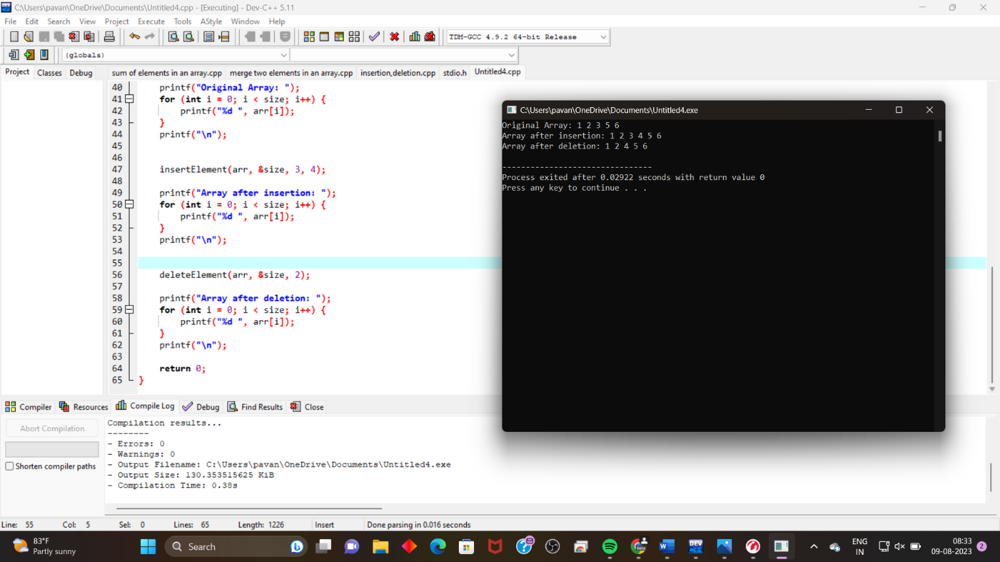 C:\Users\pavan\OneDrive\Documents\Untitled4.cpp - [Executing] - Dev-C++ 5.11
File Edit Search View Project Execute Tools AStyle Window Help
TDM-GCC 4.9.2 64-bit Release
(globals)
Project Classes Debug
sum of elements in an array.cpp merge two elements in an array.cpp insertion,deletion.cpp stdio.h Untitled4.cpp
40 printf("Original Array: ");
41 for (int i = 0; i < size; i++) {
42 printf("%d ", arr[i]);
43 }
44 printf("\n");
45
46
47 insertElement(arr, &size, 3, 4);
48
49 printf("Array after insertion: ");
50 for (int i = 0; i < size; i++) {
51 printf("%d ", arr[i]);
52 }
53 printf("\n");
54
55
56 deleteElement(arr, &size, 2);
57
58 printf("Array after deletion: ");
59 for (int i = 0; i < size; i++) {
60 printf("%d ", arr[i]);
61 }
62 printf("\n");
63
64 return 0;
65 }
C:\Users\pavan\OneDrive\Documents\Untitled4.exe
Original Array: 1 2 3 5 6
Array after insertion: 1 2 3 4 5 6
Array after deletion: 1 2 4 5 6
--------------------------------
Process exited after 0.02922 seconds with return value 0
Press any key to continue . . .
Compiler Resources Compile Log Debug Find Results Close
Abort Compilation
Shorten compiler paths
Compilation results...
--------
- Errors: 0
- Warnings: 0
- Output Filename: C:\Users\pavan\OneDrive\Documents\Untitled4.exe
- Output Size: 130.353515625 KiB
- Compilation Time: 0.38s
Line: 55 Col: 5 Sel: 0 Lines: 65 Length: 1226 Insert Done parsing in 0.016 seconds
83°F
Partly sunny
Search
Beta
W
DEV
ENG
IN
08:33
09-08-2023
2